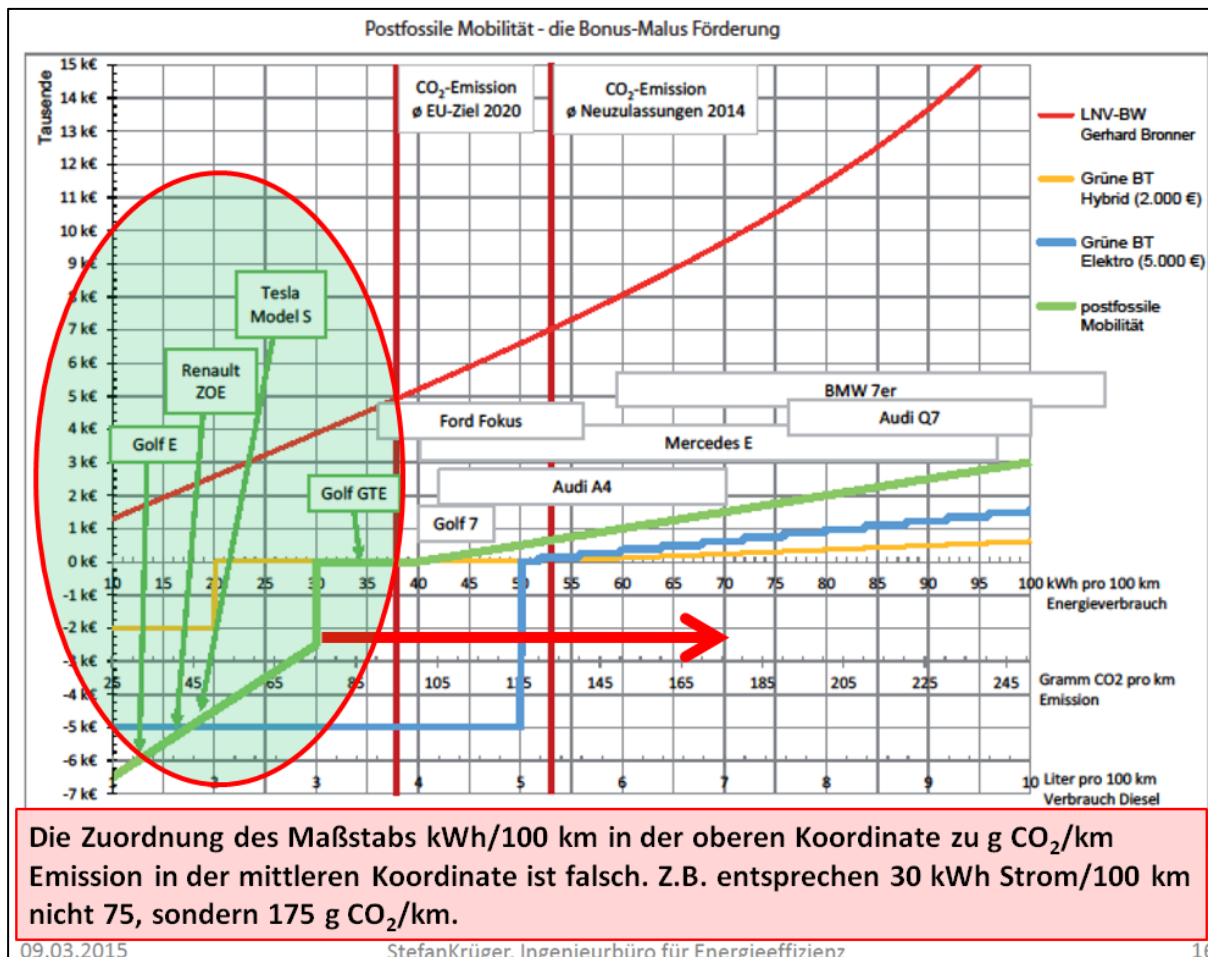 Postfossile Mobilität - die Bonus-Malus Förderung
Tausende
15 k€
14 k€
13 k€
12 k€
11 k€
10 k€
9 k€
8 k€
7 k€
6 k€
5 k€
4 k€
3 k€
2 k€
1 k€
0 k€
-1 k€
-2 k€
-3 k€
-4 k€
-5 k€
-6 k€
-7 k€
CO₂-Emission
ø EU-Ziel 2020
CO₂-Emission
ø Neuzulassungen 2014
LNV-BW
Gerhard Bronner
Grüne BT
Hybrid (2.000 €)
Grüne BT
Elektro (5.000 €)
postfossile
Mobilität
Tesla
Model S
Renault
ZOE
Golf E
Golf GTE
Ford Fokus
BMW 7er
Audi Q7
Mercedes E
Audi A4
Golf 7
10 15 20 25 30 35 40 45 50 55 60 65 70 75 80 85 90 95 100 kWh pro 100 km
Energieverbrauch
25 45 65 85 105 125 145 165 185 205 225 245 Gramm CO2 pro km
Emission
2 3 4 5 6 7 8 9 10 Liter pro 100 km
Verbrauch Diesel
Die Zuordnung des Maßstabs kWh/100 km in der oberen Koordinate zu g CO₂/km
Emission in der mittleren Koordinate ist falsch. Z.B. entsprechen 30 kWh Strom/100 km
nicht 75, sondern 175 g CO₂/km.
09.03.2015 StefanKrüger, Ingenieurbüro für Energieeffizienz 16